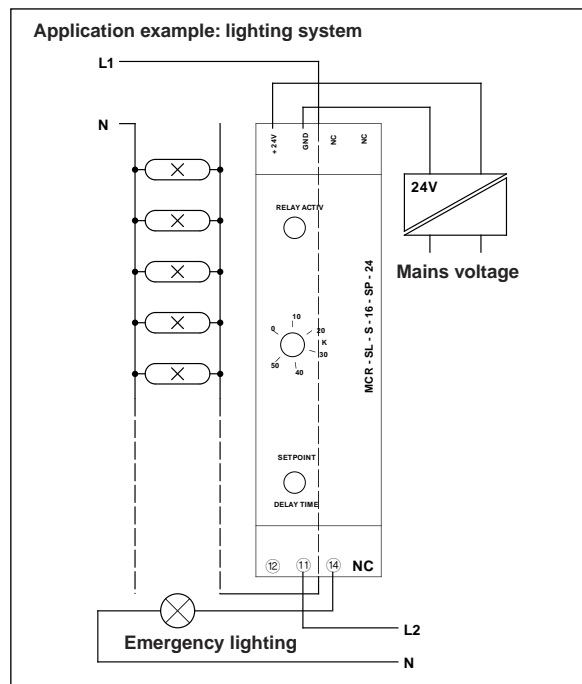 Application example: lighting system
L1
N
+24V
GND
NC
NC
24V
Mains voltage
RELAY ACTIV
MCR - SL - S - 16 - SP - 24
0
10
20
K
30
40
50
SETPOINT
DELAY TIME
12
11
14
NC
L2
Emergency lighting
N